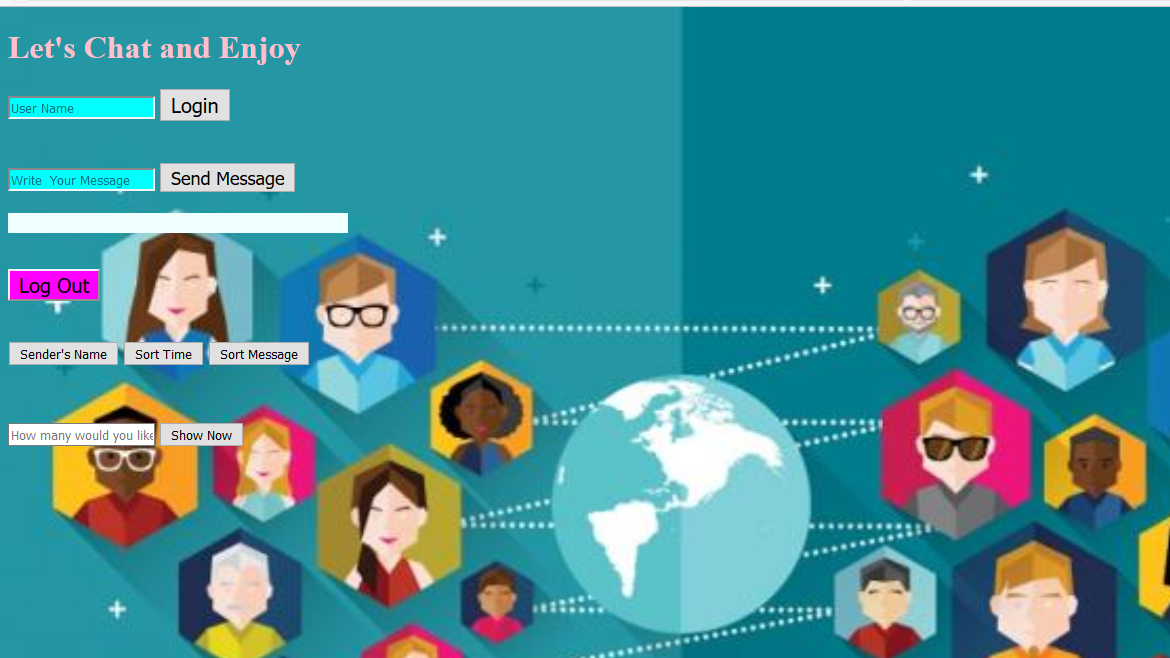 Let's Chat and Enjoy
User Name Login
Write Your Message Send Message
Log Out
Sender's Name Sort Time Sort Message
How many would you like Show Now